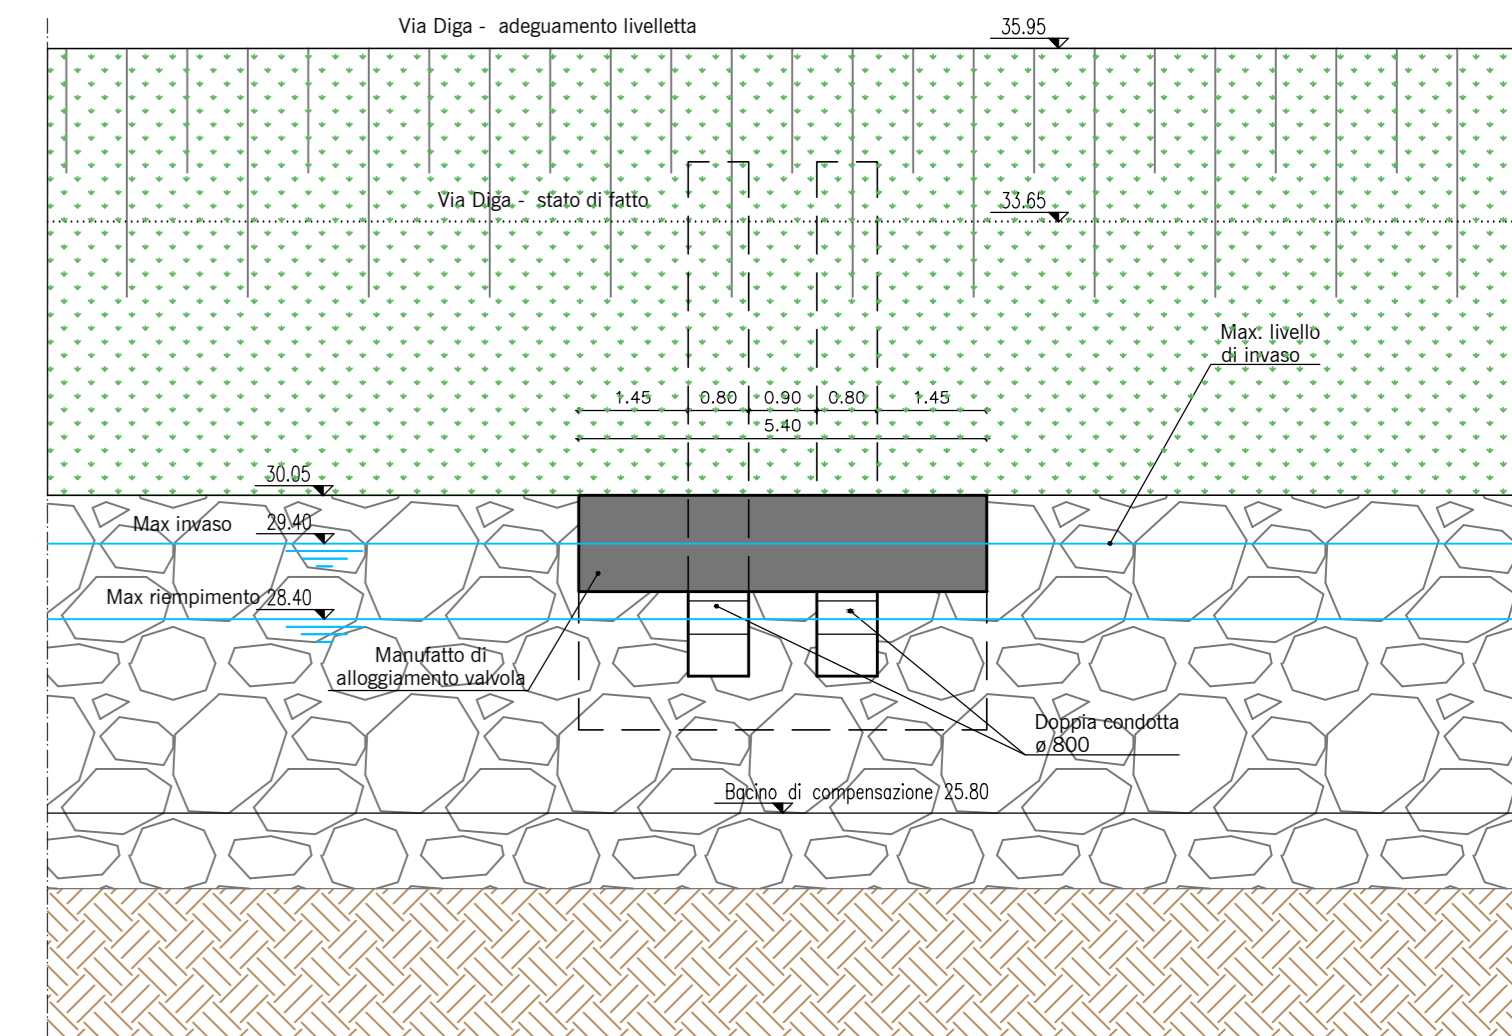 Via Diga - adeguamento livelletta
35.95
Via Diga - stato di fatto
33.65
Max. livello
di invaso
1.45 0.80 0.90 0.80 1.45
5.40
30.05
Max invaso 29.40
Max riempimento 28.40
Manufatto di
alloggiamento valvola
Doppia condotta
ø 800
Bacino di compensazione 25.80